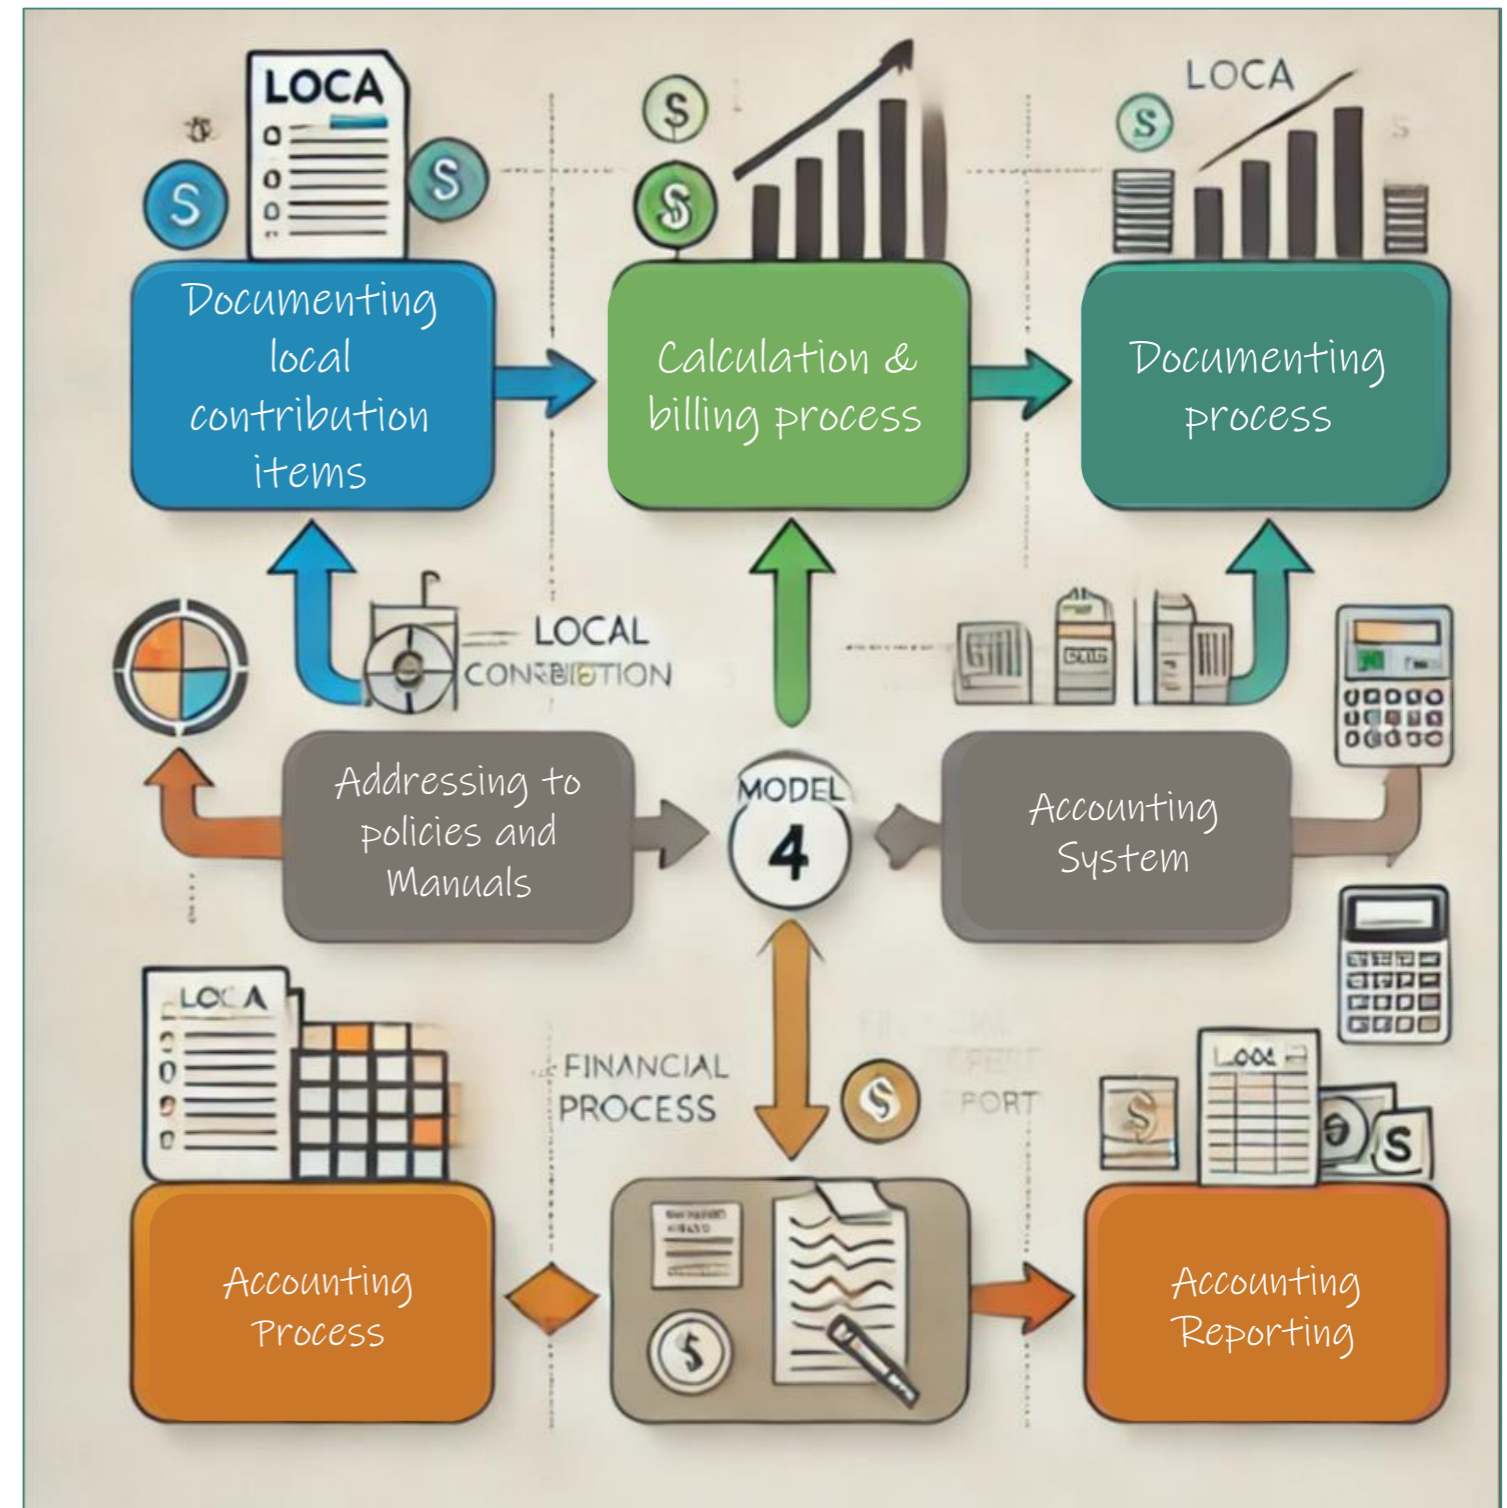 LOCA
LOCA
Documenting
local
contribution
items
Calculation &
billing process
Documenting
process
LOCAL
MODEL
4
Addressing to
policies and
Manuals
Accounting
System
LOCA
FINANCIAL
PROCESS
PORT
Accounting
Process
Accounting
Reporting